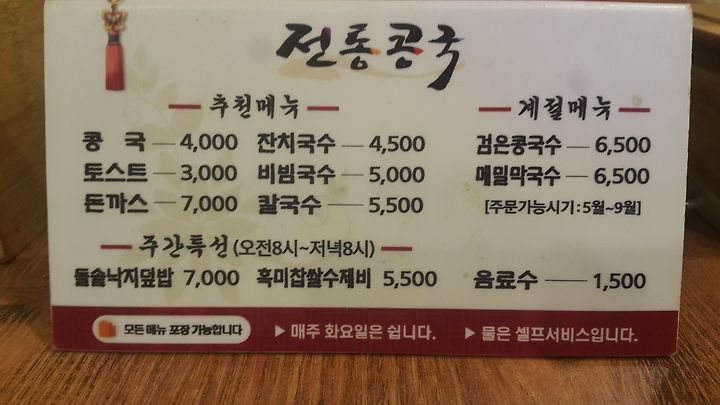 전통콩국
추천메뉴
콩 국 — 4,000 잔치국수 — 4,500
토스트 — 3,000 비빔국수 — 5,000
돈까스 — 7,000 칼국수 — 5,500
계절메뉴
검은콩국수 — 6,500
메밀막국수 — 6,500
[주문가능시기 : 5월~9월]
주간특선 (오전8시~저녁8시)
돌솥낙지덮밥 7,000 흑미찹쌀수제비 5,500
음료수 — 1,500
모든 메뉴 포장 가능합니다 ▶ 매주 화요일은 쉽니다. ▶ 물은 셀프서비스입니다.